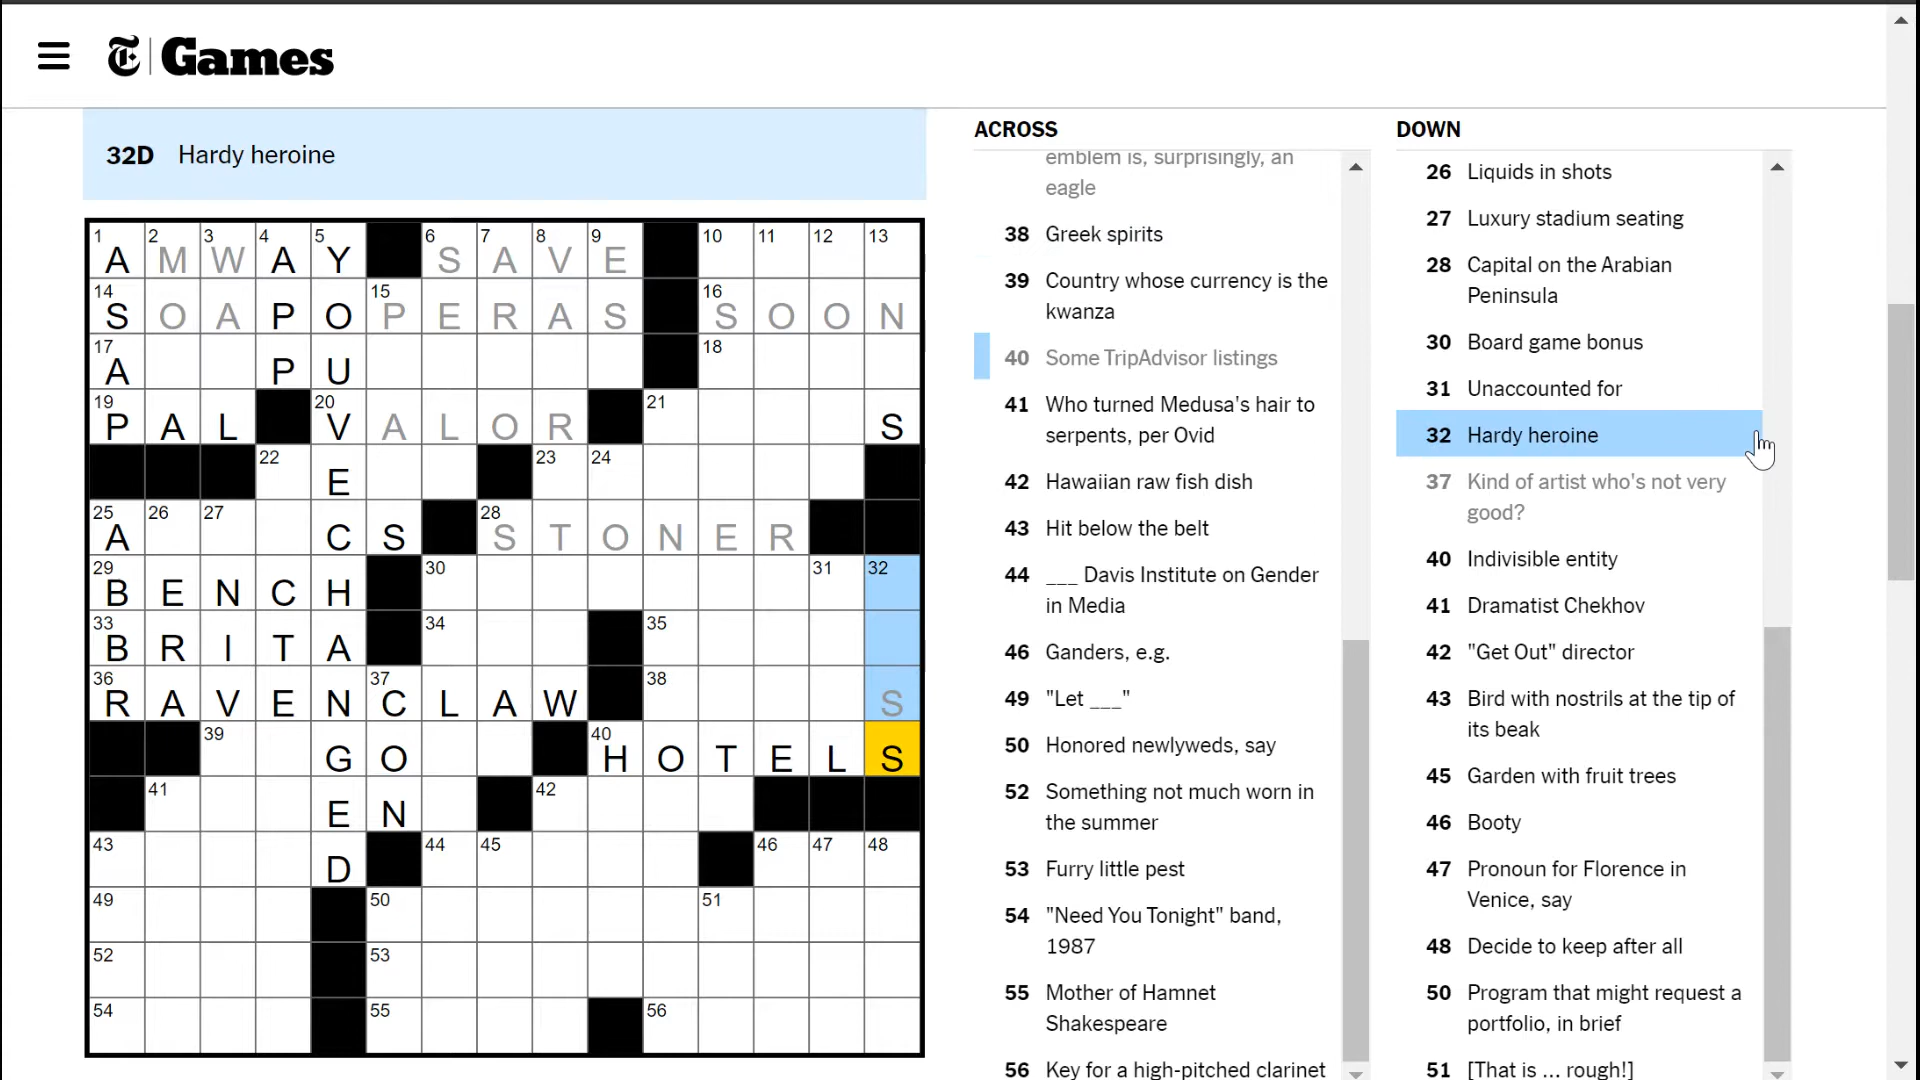 T Games
32D Hardy heroine
1 2 3 4 5 6 7 8 9 10 11 12 13
A M W A Y S A V E
14 15 16
S O A P O P E R A S S O O N
17 18
A P U
19 20 21
P A L V A L O R S
22 23 24
E
25 26 27 28
A C S S T O N E R
29 30 31 32
B E N C H
33 34 35
B R I T A
36 37 38
R A V E N C L A W S
39 40
G O H O T E L S
41 42
E N
43 44 45 46 47 48
D
49 50 51
52 53
54 55 56
ACROSS
emblem is, surprisingly, an
eagle
38 Greek spirits
39 Country whose currency is the
kwanza
40 Some TripAdvisor listings
41 Who turned Medusa's hair to
serpents, per Ovid
42 Hawaiian raw fish dish
43 Hit below the belt
44 ___ Davis Institute on Gender
in Media
46 Ganders, e.g.
49 "Let ___"
50 Honored newlyweds, say
52 Something not much worn in
the summer
53 Furry little pest
54 "Need You Tonight" band,
1987
55 Mother of Hamnet
Shakespeare
56 Key for a high-pitched clarinet
DOWN
26 Liquids in shots
27 Luxury stadium seating
28 Capital on the Arabian
Peninsula
30 Board game bonus
31 Unaccounted for
32 Hardy heroine
37 Kind of artist who's not very
good?
40 Indivisible entity
41 Dramatist Chekhov
42 "Get Out" director
43 Bird with nostrils at the tip of
its beak
45 Garden with fruit trees
46 Booty
47 Pronoun for Florence in
Venice, say
48 Decide to keep after all
50 Program that might request a
portfolio, in brief
51 [That is ... rough!]